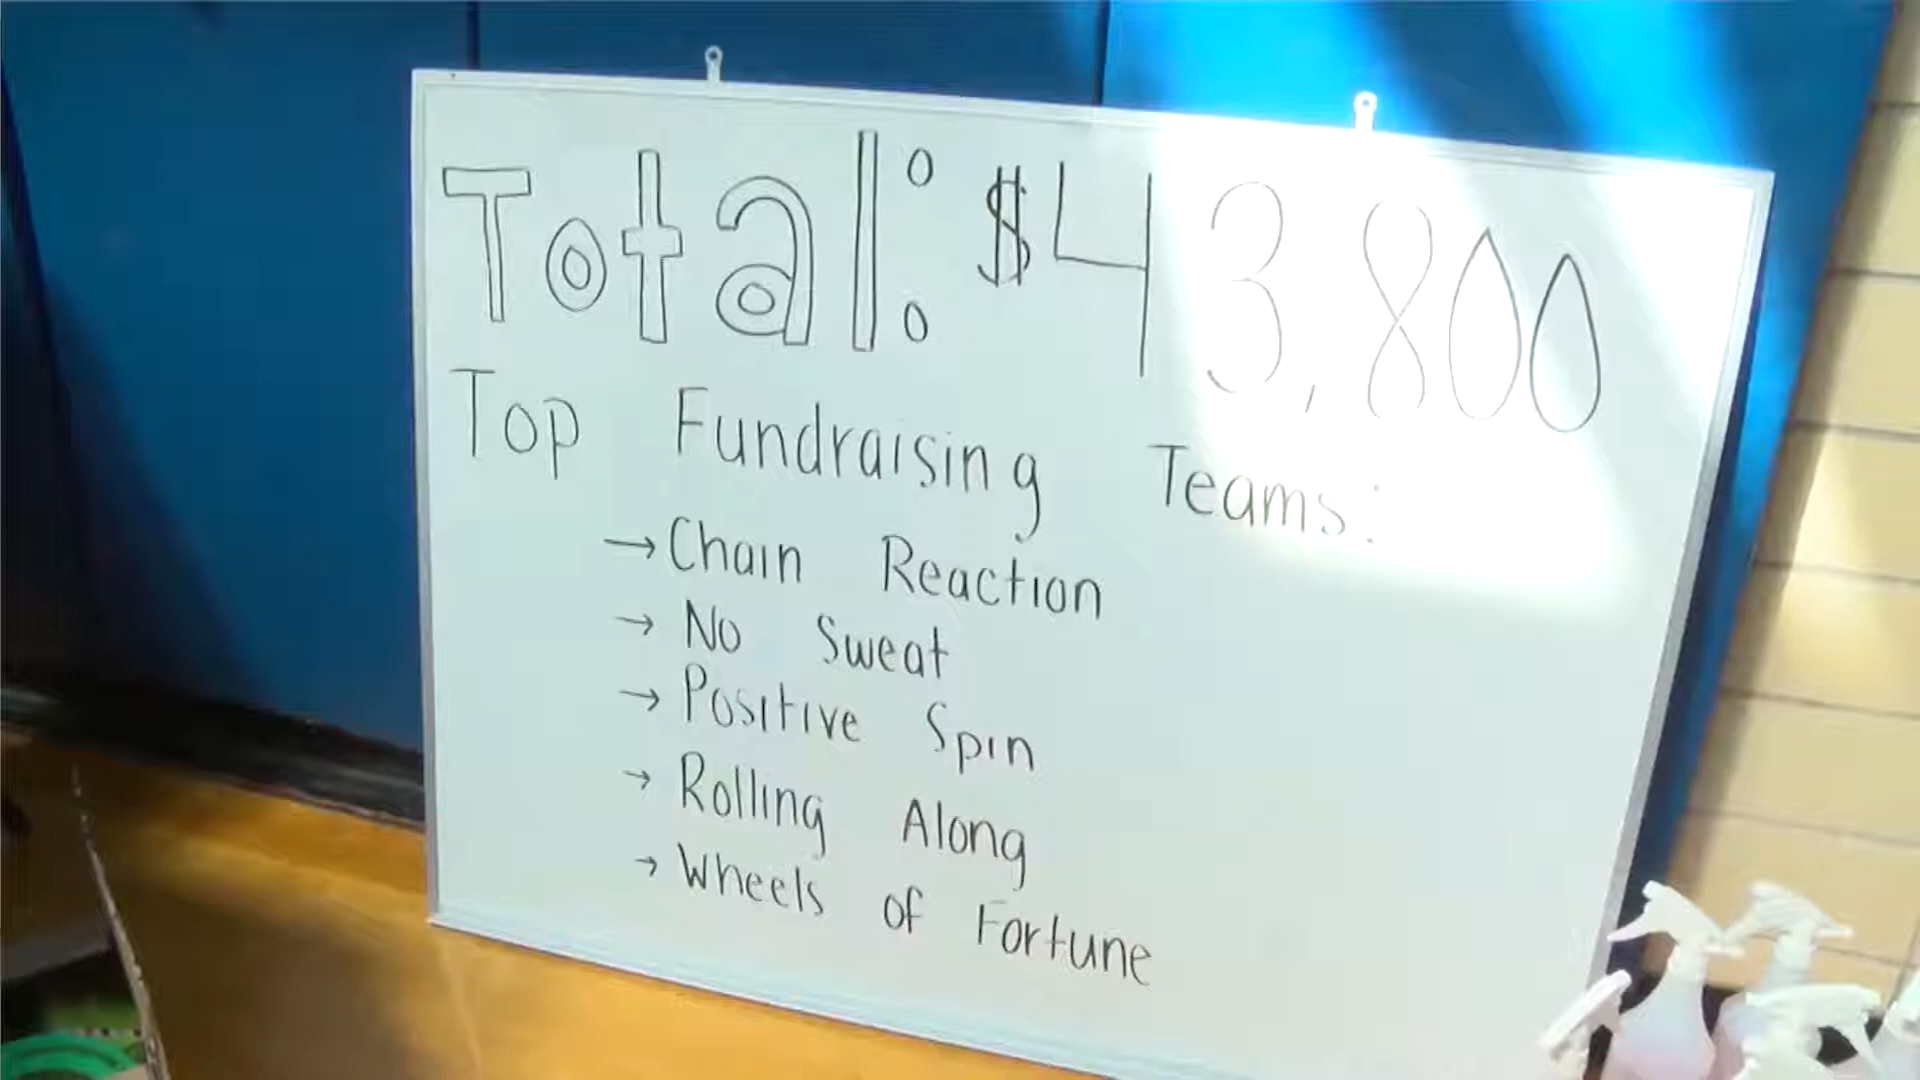 Total: $43,800
Top Fundraising Teams:
→ Chain Reaction
→ No Sweat
→ Positive Spin
→ Rolling Along
→ Wheels of Fortune